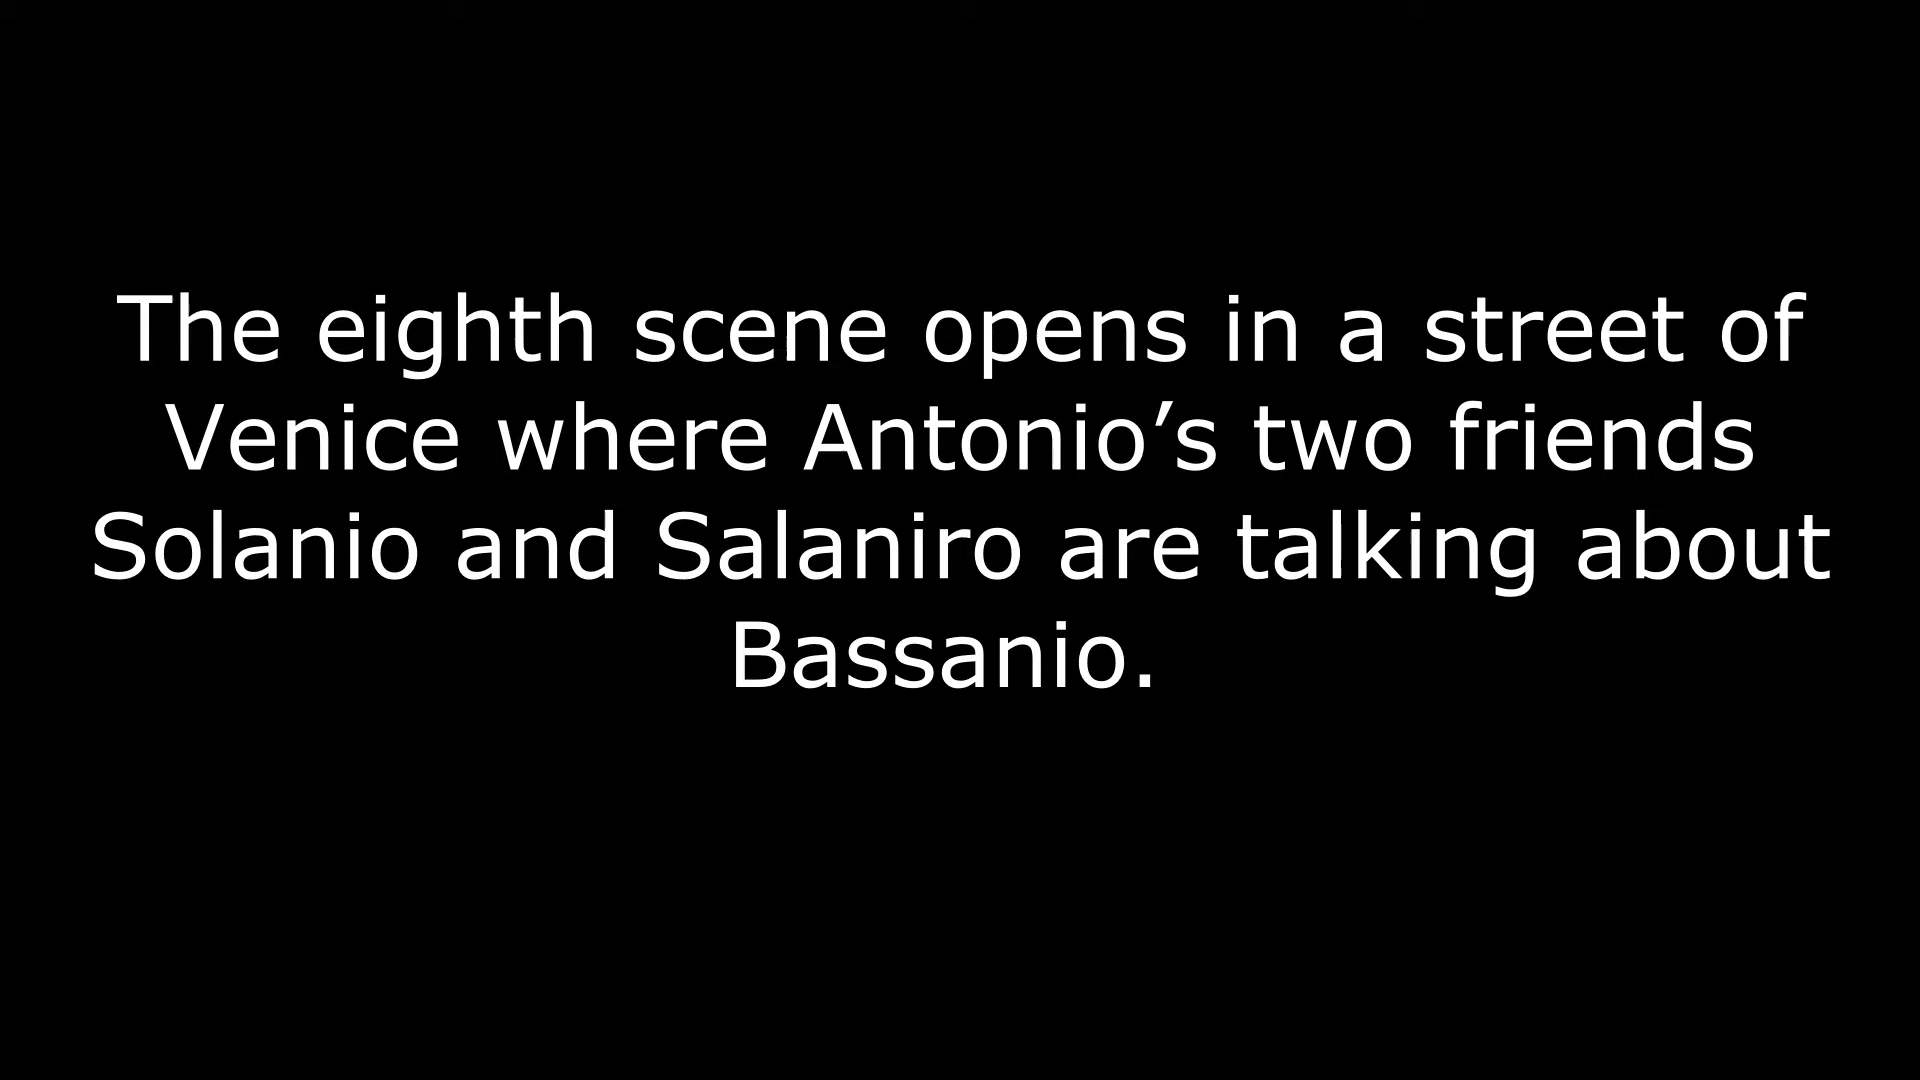 The eighth scene opens in a street of
Venice where Antonio’s two friends
Solanio and Salaniro are talking about
Bassanio.